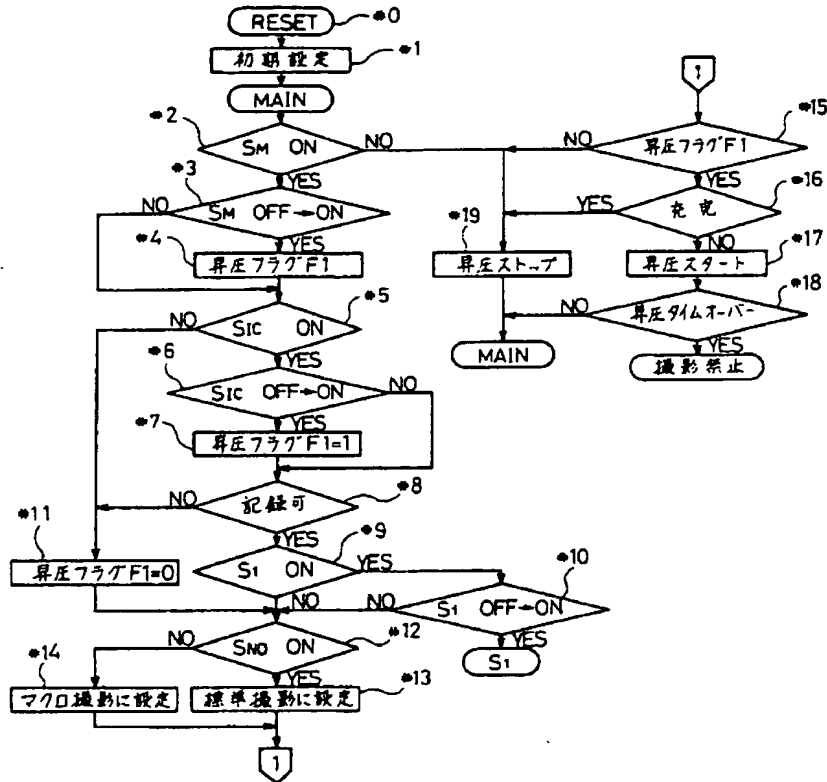 RESET
*0
初期設定
*1
MAIN
*2
SM ON
NO
YES
*3
SM OFF→ON
NO
YES
*4
昇圧フラグF1
*5
SIC ON
NO
YES
*6
SIC OFF→ON
NO
YES
*7
昇圧フラグF1=1
*8
記録可
NO
YES
*9
S1 ON
YES
NO
*10
S1 OFF→ON
NO
YES
S1
*11
昇圧フラグF1=0
*12
SNO ON
NO
YES
*14
マクロ撮影に設定
*13
標準撮影に設定
1
1
*15
昇圧フラグF1
NO
YES
*16
充完
YES
NO
*19
昇圧ストップ
*17
昇圧スタート
*18
昇圧タイムオーバー
NO
YES
MAIN
撮影禁止